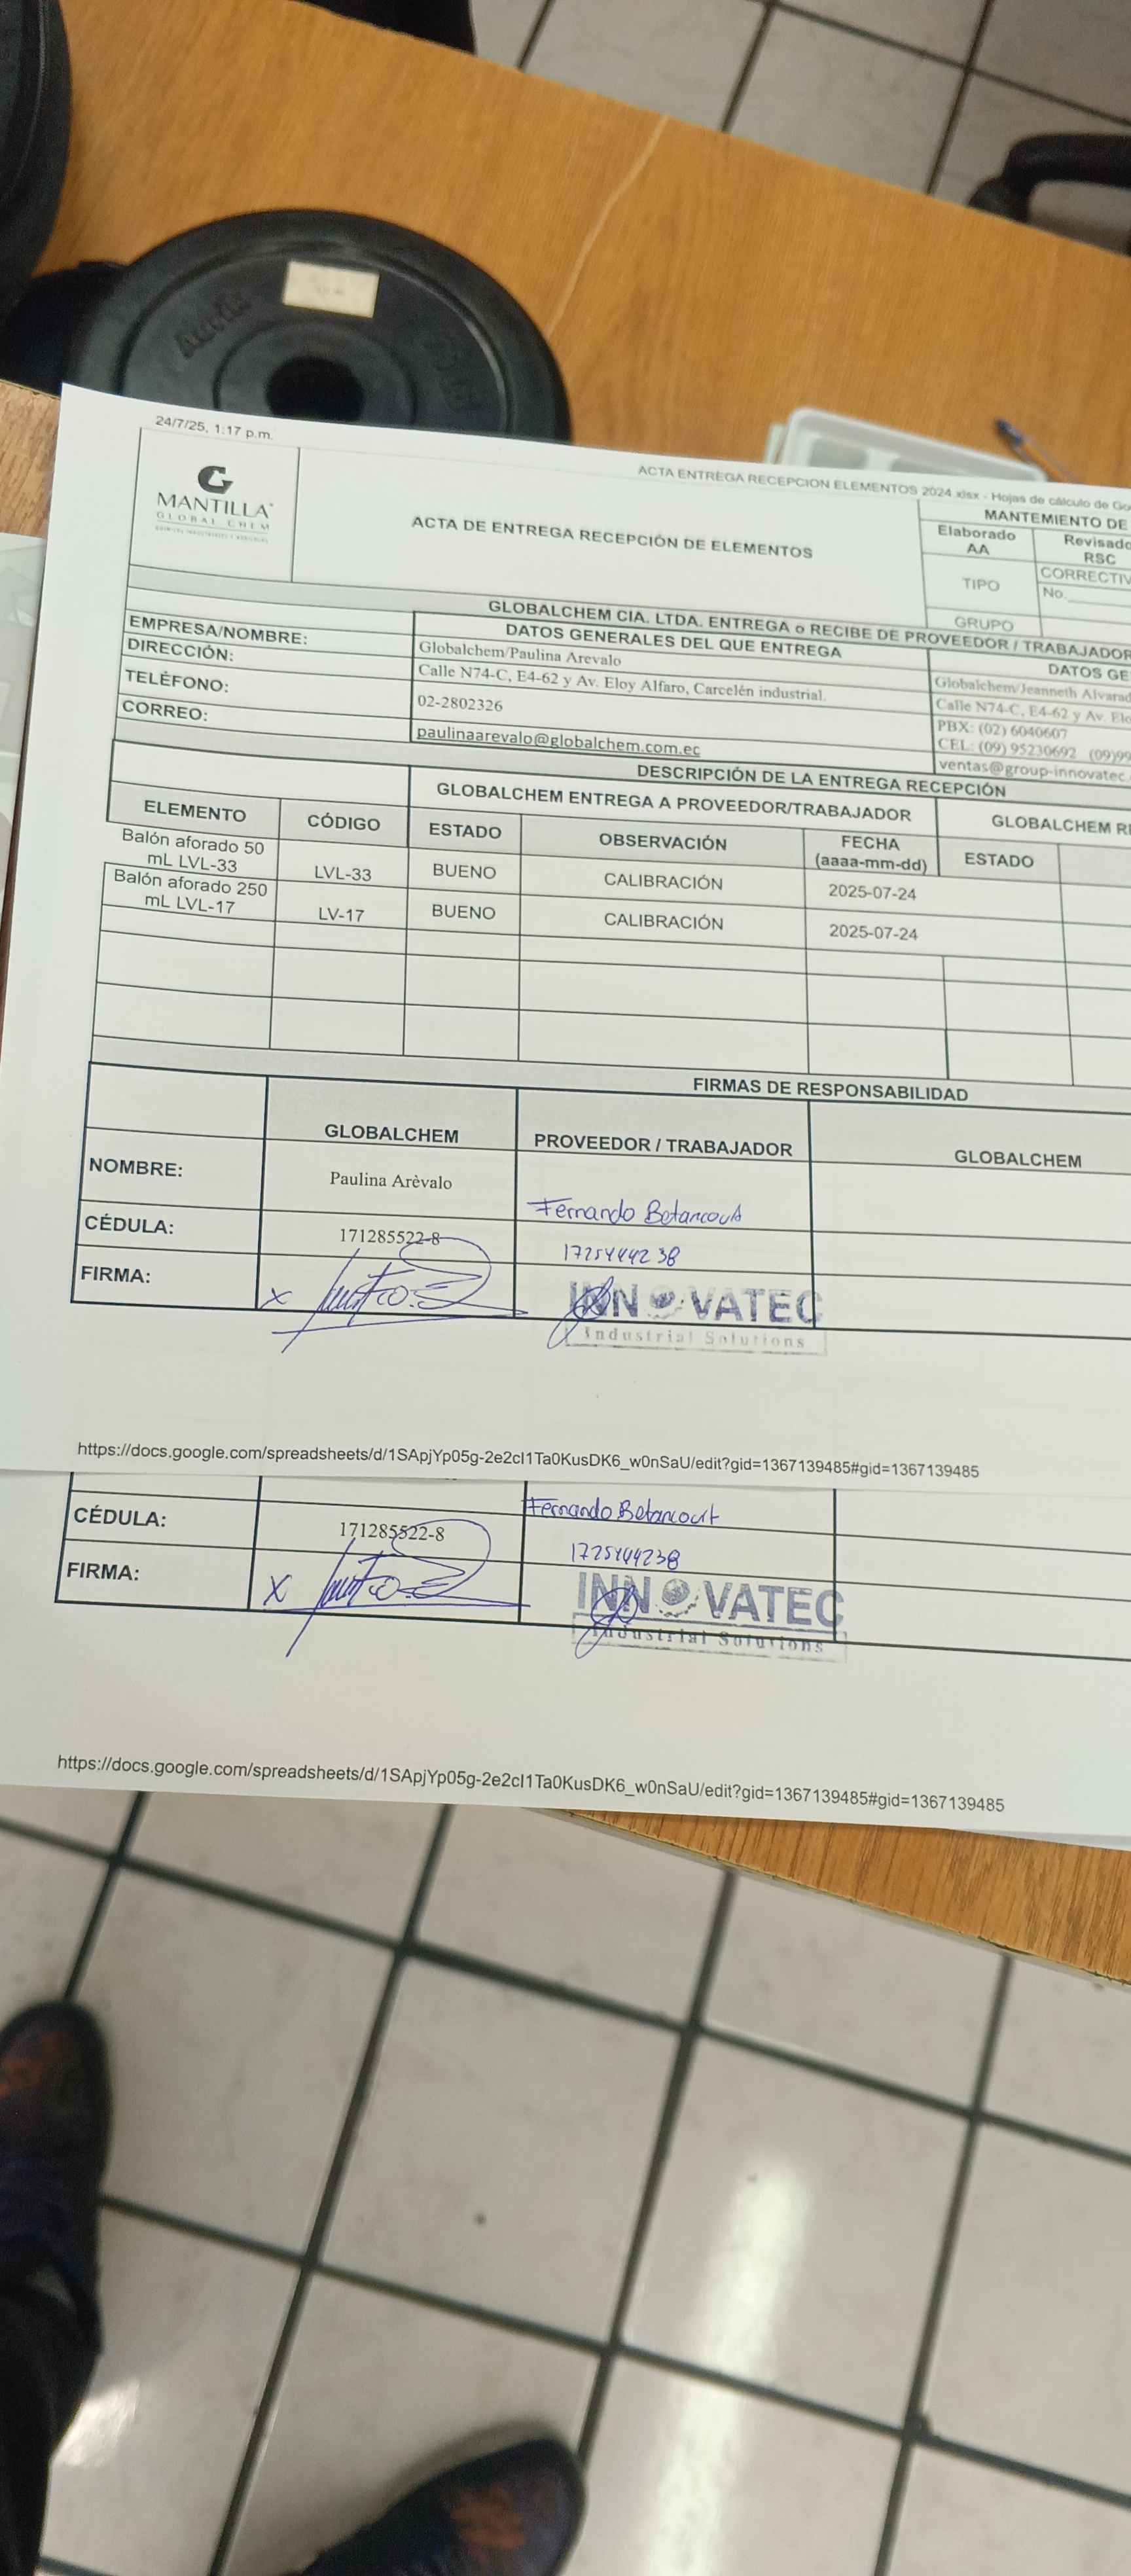 24/7/25, 1:17 p.m.
ACTA ENTREGA RECEPCION ELEMENTOS 2024.xlsx - Hojas de cálculo de Go
MANTILLA
GLOBAL CHEM
ACTA DE ENTREGA RECEPCIÓN DE ELEMENTOS
MANTEMIENTO DE
Elaborado AA Revisado RSC
TIPO CORRECTIV
No.
GRUPO
GLOBALCHEM CIA. LTDA. ENTREGA o RECIBE DE PROVEEDOR / TRABAJADOR
DATOS GENERALES DEL QUE ENTREGA DATOS GE
EMPRESA/NOMBRE: Globalchem/Paulina Arevalo Globalchem/Jeanneth Alvarad
DIRECCIÓN: Calle N74-C, E4-62 y Av. Eloy Alfaro, Carcelén industrial. Calle N74-C, E4-62 y Av. Elo
TELÉFONO: 02-2802326 PBX: (02) 6040607
CEL: (09) 95230692 (09)99
CORREO: paulinaarevalo@globalchem.com.ec ventas@group-innovatec.
DESCRIPCIÓN DE LA ENTREGA RECEPCIÓN
GLOBALCHEM ENTREGA A PROVEEDOR/TRABAJADOR GLOBALCHEM RE
ELEMENTO CÓDIGO ESTADO OBSERVACIÓN FECHA (aaaa-mm-dd) ESTADO
Balón aforado 50
mL LVL-33 LVL-33 BUENO CALIBRACIÓN 2025-07-24
Balón aforado 250
mL LVL-17 LV-17 BUENO CALIBRACIÓN 2025-07-24
FIRMAS DE RESPONSABILIDAD
GLOBALCHEM PROVEEDOR / TRABAJADOR GLOBALCHEM
NOMBRE: Paulina Arèvalo Fernando Betancourt
CÉDULA: 171285522-8 1725444238
FIRMA: X INNOVATEC
Industrial Solutions
https://docs.google.com/spreadsheets/d/1SApjYp05g-2e2cI1Ta0KusDK6_w0nSaU/edit?gid=1367139485#gid=1367139485
Fernando Betancourt
CÉDULA: 171285522-8 1725444238
FIRMA: X INNOVATEC
Industrial Solutions
https://docs.google.com/spreadsheets/d/1SApjYp05g-2e2cI1Ta0KusDK6_w0nSaU/edit?gid=1367139485#gid=1367139485